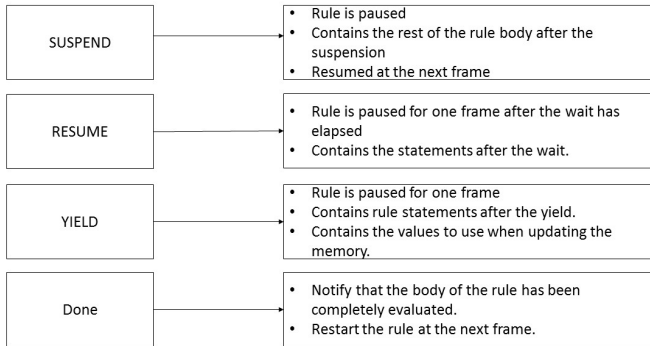 SUSPEND
• Rule is paused
• Contains the rest of the rule body after the
suspension
• Resumed at the next frame
RESUME
• Rule is paused for one frame after the wait has
elapsed
• Contains the statements after the wait.
YIELD
• Rule is paused for one frame
• Contains rule statements after the yield.
• Contains the values to use when updating the
memory.
Done
• Notify that the body of the rule has been
completely evaluated.
• Restart the rule at the next frame.